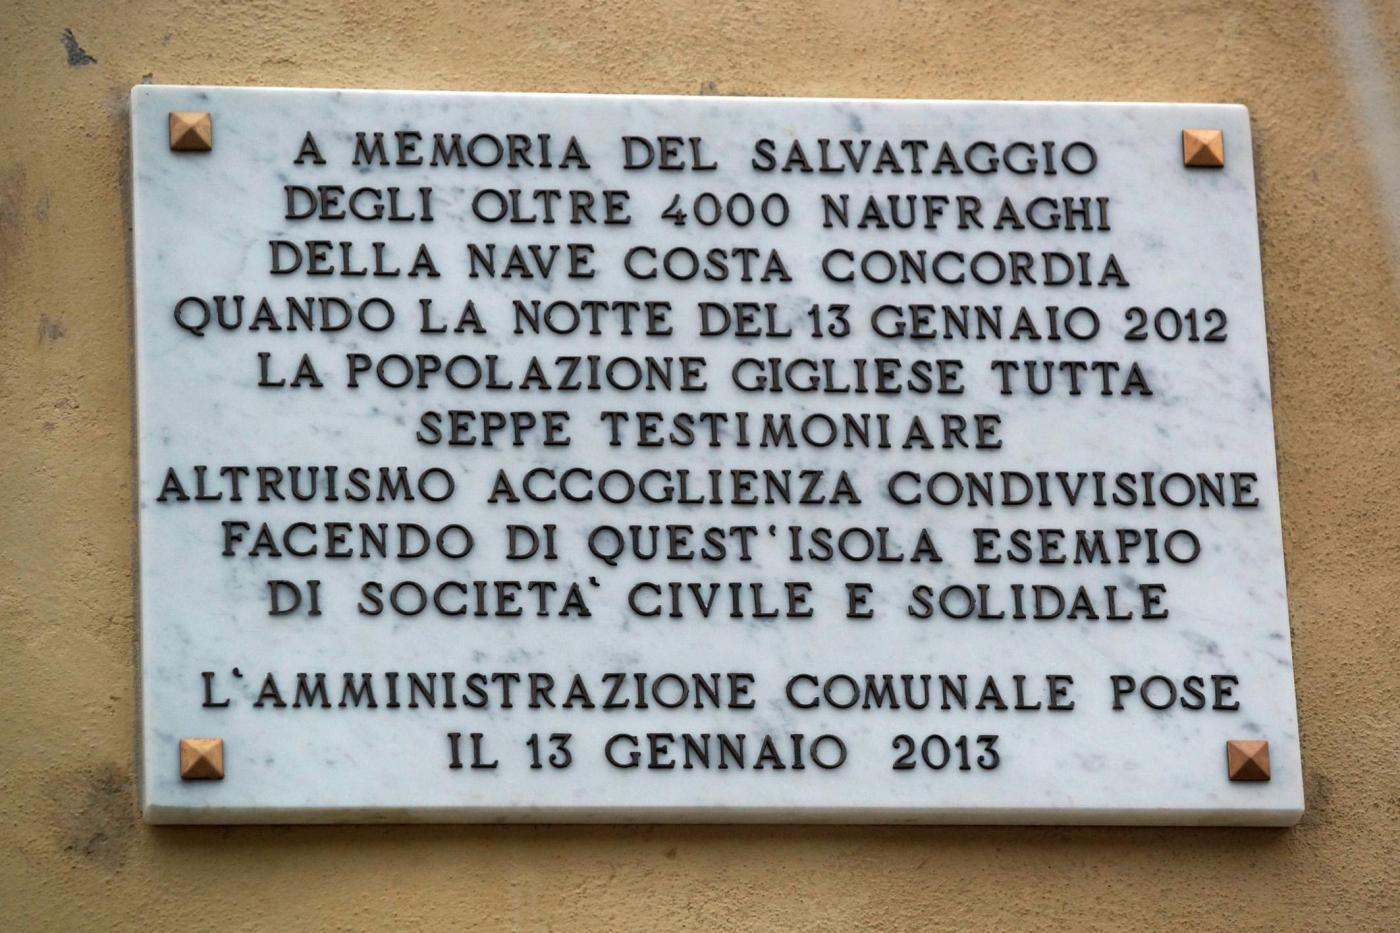 A MEMORIA DEL SALVATAGGIO
DEGLI OLTRE 4000 NAUFRAGHI
DELLA NAVE COSTA CONCORDIA
QUANDO LA NOTTE DEL 13 GENNAIO 2012
LA POPOLAZIONE GIGLIESE TUTTA
SEPPE TESTIMONIARE
ALTRUISMO ACCOGLIENZA CONDIVISIONE
FACENDO DI QUEST‘ISOLA ESEMPIO
DI SOCIETA‘ CIVILE E SOLIDALE
L‘AMMINISTRAZIONE COMUNALE POSE
IL 13 GENNAIO 2013